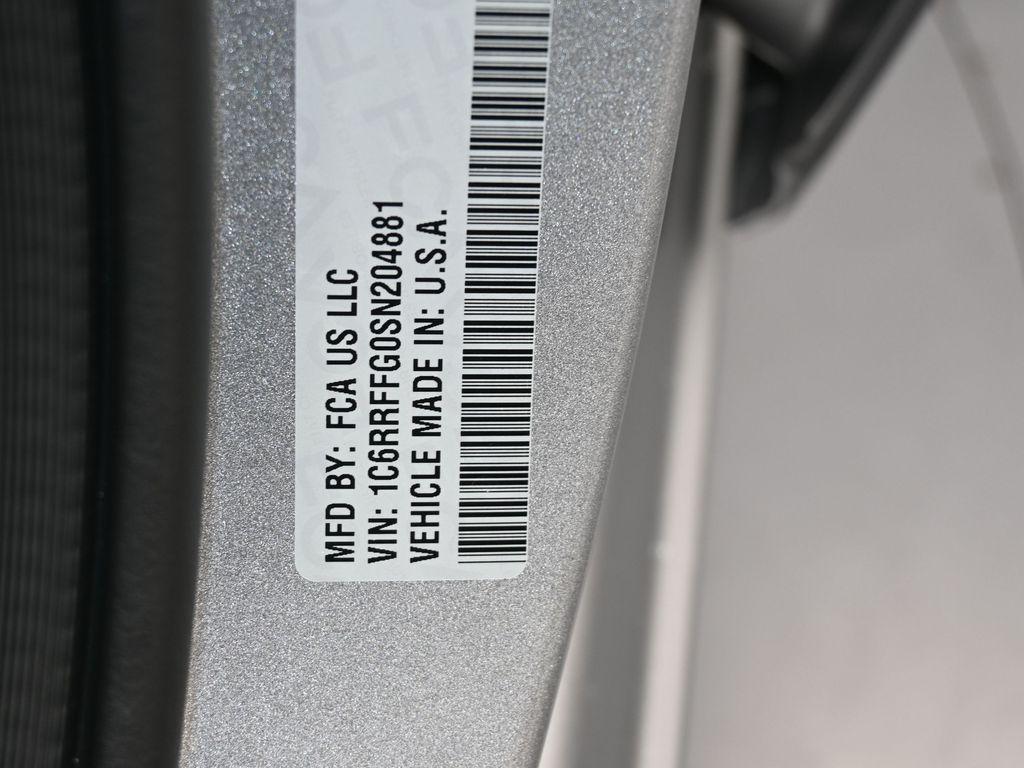 MFD BY: FCA US LLC
VIN: 1C6RRFFG0SN204881
VEHICLE MADE IN: U.S.A.